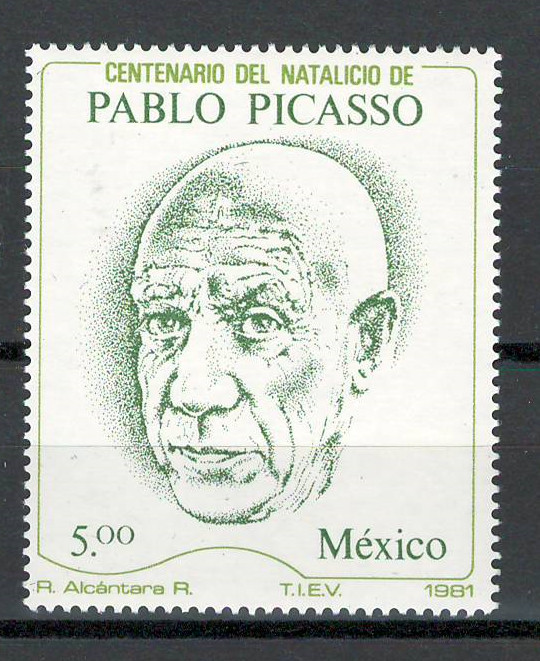 CENTENARIO DEL NATALICIO DE
PABLO PICASSO
5.00 México
R. Alcántara R. T.I.E.V. 1981